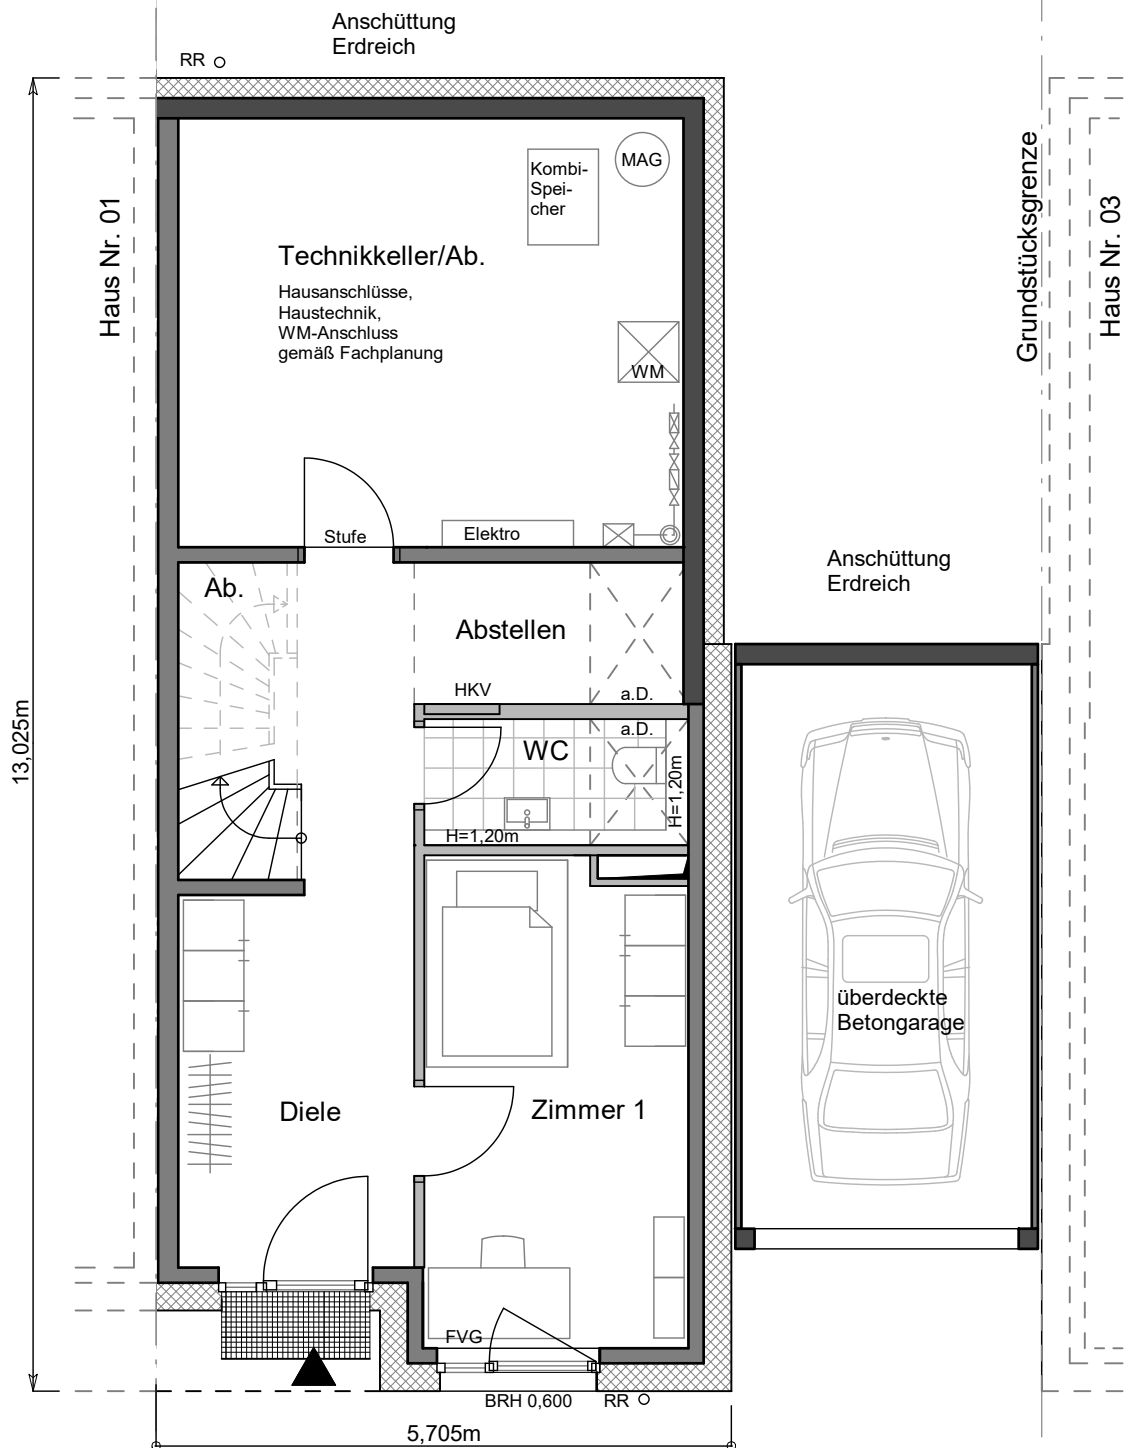 Anschüttung
Erdreich
RR
Kombi-
Spei-
cher
MAG
Haus Nr. 01
Grundstücksgrenze
Haus Nr. 03
Technikkeller/Ab.
Hausanschlüsse,
Haustechnik,
WM-Anschluss
gemäß Fachplanung
WM
Stufe
Elektro
Anschüttung
Erdreich
Ab.
Abstellen
HKV
a.D.
a.D.
WC
H=1,20m
H=1,20m
13,025m
überdeckte
Betongarage
Diele
Zimmer 1
FVG
BRH 0,600
RR
5,705m